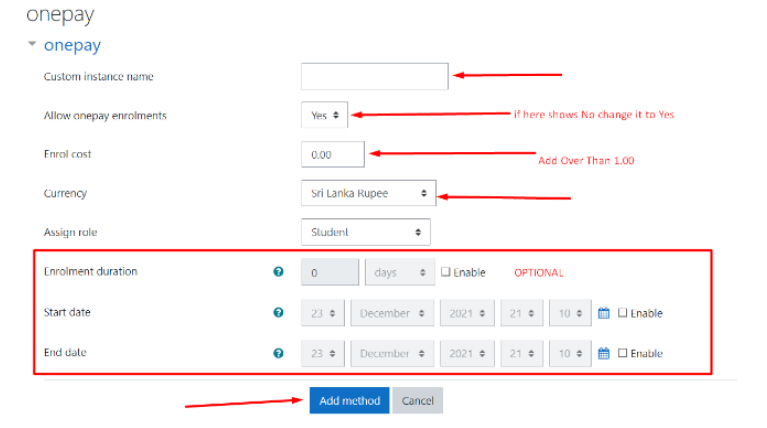 onepay
onepay
Custom instance name
Allow onepay enrolments Yes if here shows No change it to Yes
Enrol cost 0.00 Add Over Than 1.00
Currency Sri Lanka Rupee
Assign role Student
Enrolment duration ? 0 days Enable OPTIONAL
Start date ? 23 December 2021 21 10 Enable
End date ? 23 December 2021 21 10 Enable
Add method Cancel